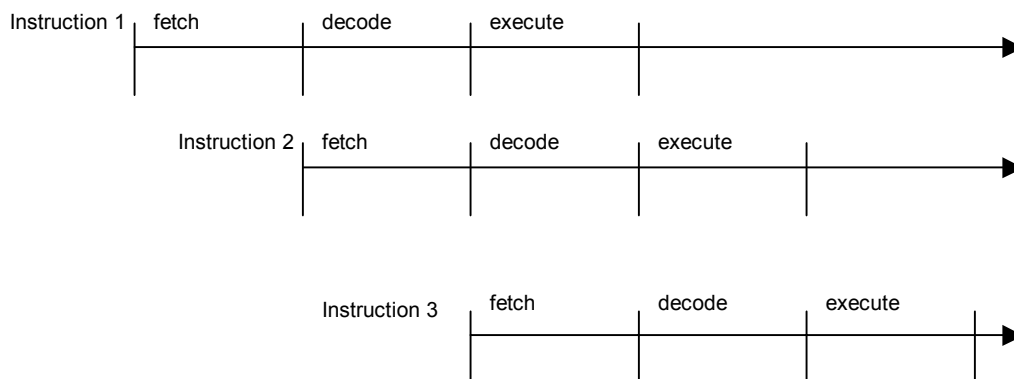 Instruction 1 fetch decode execute
Instruction 2 fetch decode execute
Instruction 3 fetch decode execute